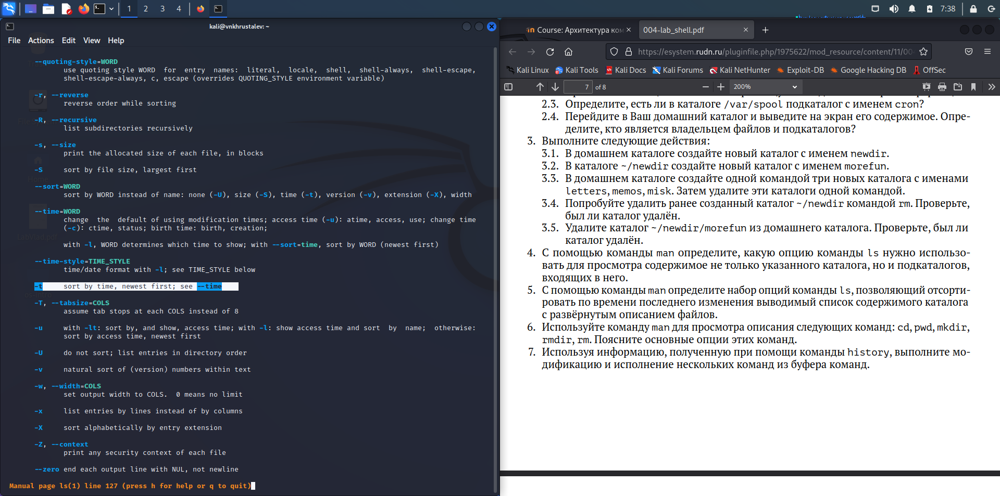 1 2 3 4
7:38
kali@vnkhrustalev: ~
File Actions Edit View Help
--quoting-style=WORD
use quoting style WORD for entry names: literal, locale, shell, shell-always, shell-escape,
shell-escape-always, c, escape (overrides QUOTING_STYLE environment variable)
-r, --reverse
reverse order while sorting
-R, --recursive
list subdirectories recursively
-s, --size
print the allocated size of each file, in blocks
-S sort by file size, largest first
Home
--sort=WORD
sort by WORD instead of name: none (-U), size (-S), time (-t), version (-v), extension (-X), width
--time=WORD
change the default of using modification times; access time (-u): atime, access, use; change time
(-c): ctime, status; birth time: birth, creation;
LabVlad.pdf
with -l, WORD determines which time to show; with --sort=time, sort by WORD (newest first)
--time-style=TIME_STYLE
time/date format with -l; see TIME_STYLE below
-t sort by time, newest first; see --time
os-intro
-T, --tabsize=COLS
assume tab stops at each COLS instead of 8
-u with -lt: sort by, and show, access time; with -l: show access time and sort by name; otherwise:
sort by access time, newest first
-U do not sort; list entries in directory order
-v natural sort of (version) numbers within text
-w, --width=COLS
set output width to COLS. 0 means no limit
-x list entries by lines instead of by columns
-X sort alphabetically by entry extension
-Z, --context
print any security context of each file
--zero end each output line with NUL, not newline
Manual page ls(1) line 127 (press h for help or q to quit)
Course: Архитектура ком
004-lab_shell.pdf
https://esystem.rudn.ru/pluginfile.php/1975622/mod_resource/content/11/00
Kali Linux Kali Tools Kali Docs Kali Forums Kali NetHunter Exploit-DB Google Hacking DB OffSec
7 of 8
200%
2.3. Определите, есть ли в каталоге /var/spool подкаталог с именем cron?
2.4. Перейдите в Ваш домашний каталог и выведите на экран его содержимое. Опре-
делите, кто является владельцем файлов и подкаталогов?
3. Выполните следующие действия:
3.1. В домашнем каталоге создайте новый каталог с именем newdir.
3.2. В каталоге ~/newdir создайте новый каталог с именем morefun.
3.3. В домашнем каталоге создайте одной командой три новых каталога с именами
letters, memos, misk. Затем удалите эти каталоги одной командой.
3.4. Попробуйте удалить ранее созданный каталог ~/newdir командой rm. Проверьте,
был ли каталог удалён.
3.5. Удалите каталог ~/newdir/morefun из домашнего каталога. Проверьте, был ли
каталог удалён.
4. С помощью команды man определите, какую опцию команды ls нужно использо-
вать для просмотра содержимое не только указанного каталога, но и подкаталогов,
входящих в него.
5. С помощью команды man определите набор опций команды ls, позволяющий отсорти-
ровать по времени последнего изменения выводимый список содержимого каталога
с развёрнутым описанием файлов.
6. Используйте команду man для просмотра описания следующих команд: cd, pwd, mkdir,
rmdir, rm. Поясните основные опции этих команд.
7. Используя информацию, полученную при помощи команды history, выполните мо-
дификацию и исполнение нескольких команд из буфера команд.